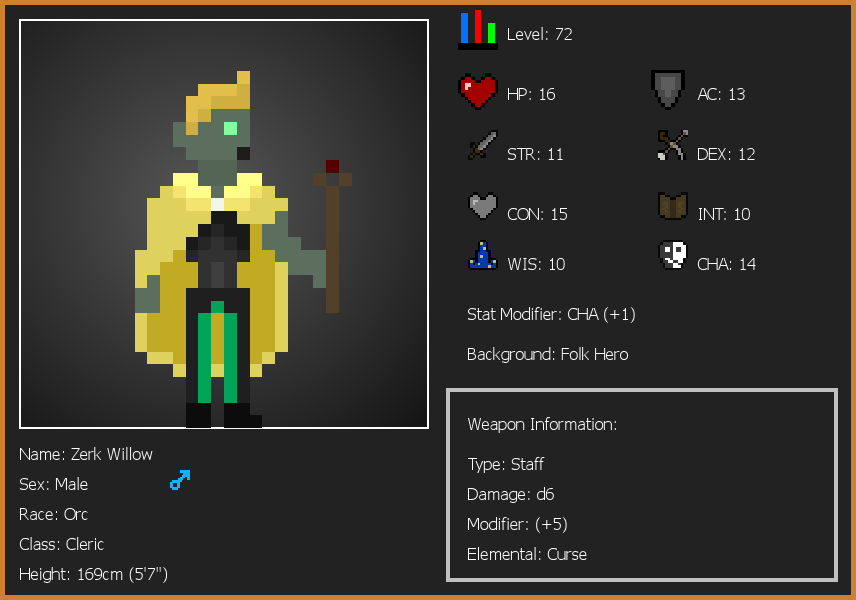 Level: 72
HP: 16
AC: 13
STR: 11
DEX: 12
CON: 15
INT: 10
WIS: 10
CHA: 14
Stat Modifier: CHA (+1)
Background: Folk Hero
Weapon Information:
Type: Staff
Damage: d6
Modifier: (+5)
Elemental: Curse
Name: Zerk Willow
Sex: Male
Race: Orc
Class: Cleric
Height: 169cm (5'7")